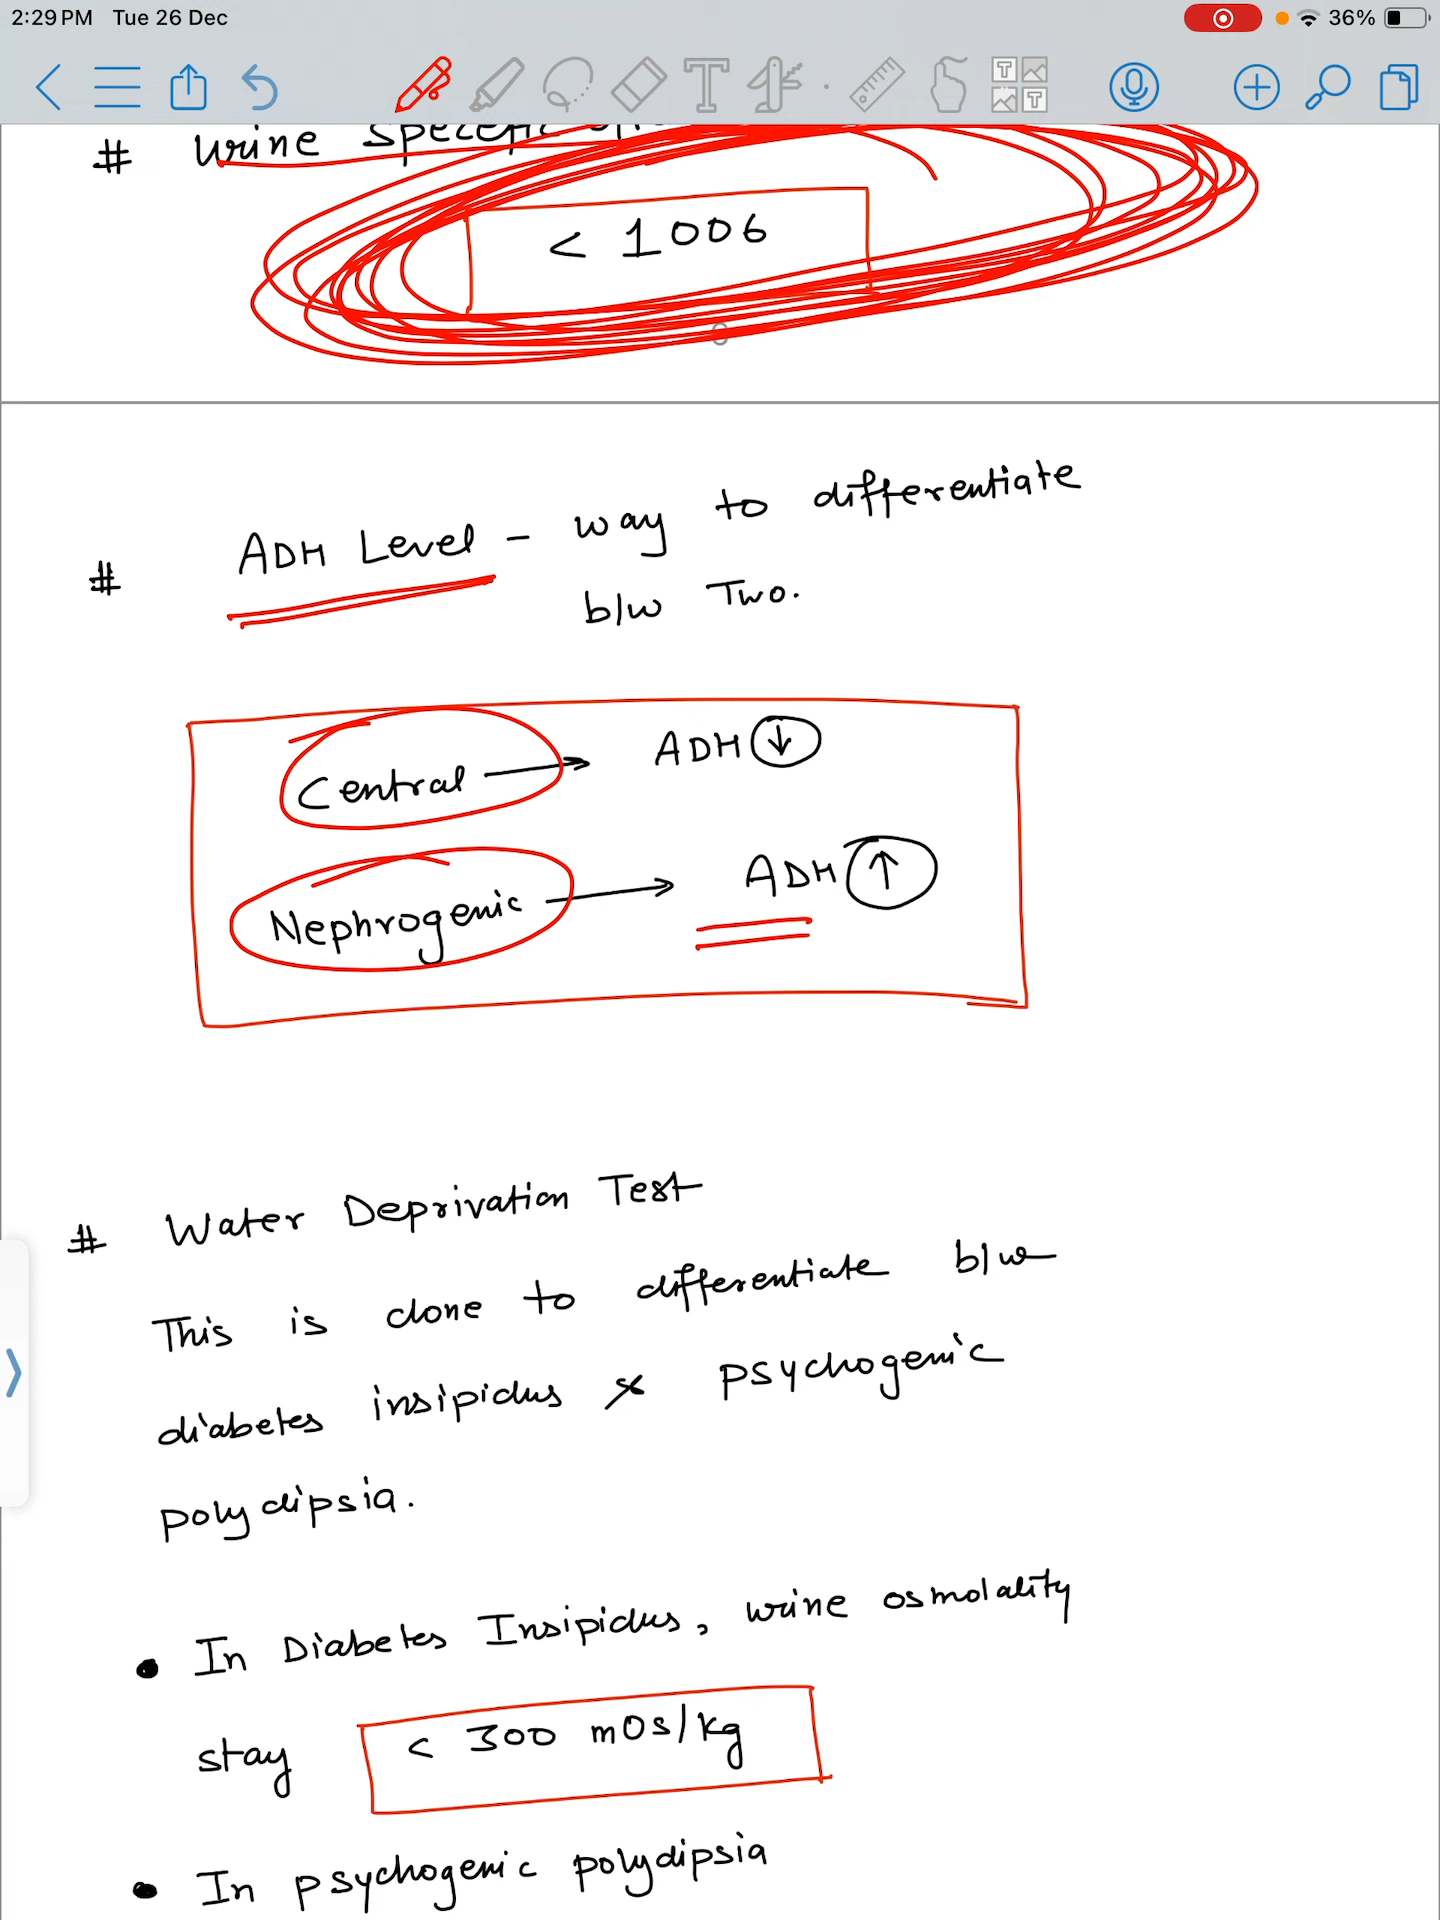 2:29 PM Tue 26 Dec 36%
# Urine specific
< 1006
# ADH Level - way to differentiate
b/w Two.
Central → ADH ↓
Nephrogenic → ADH ↑
# Water Deprivation Test
This is done to differentiate b/w
diabetes insipidus & psychogenic
polydipsia.
• In Diabetes Insipidus, urine osmolality
stay < 300 mOs/kg
• In psychogenic polydipsia